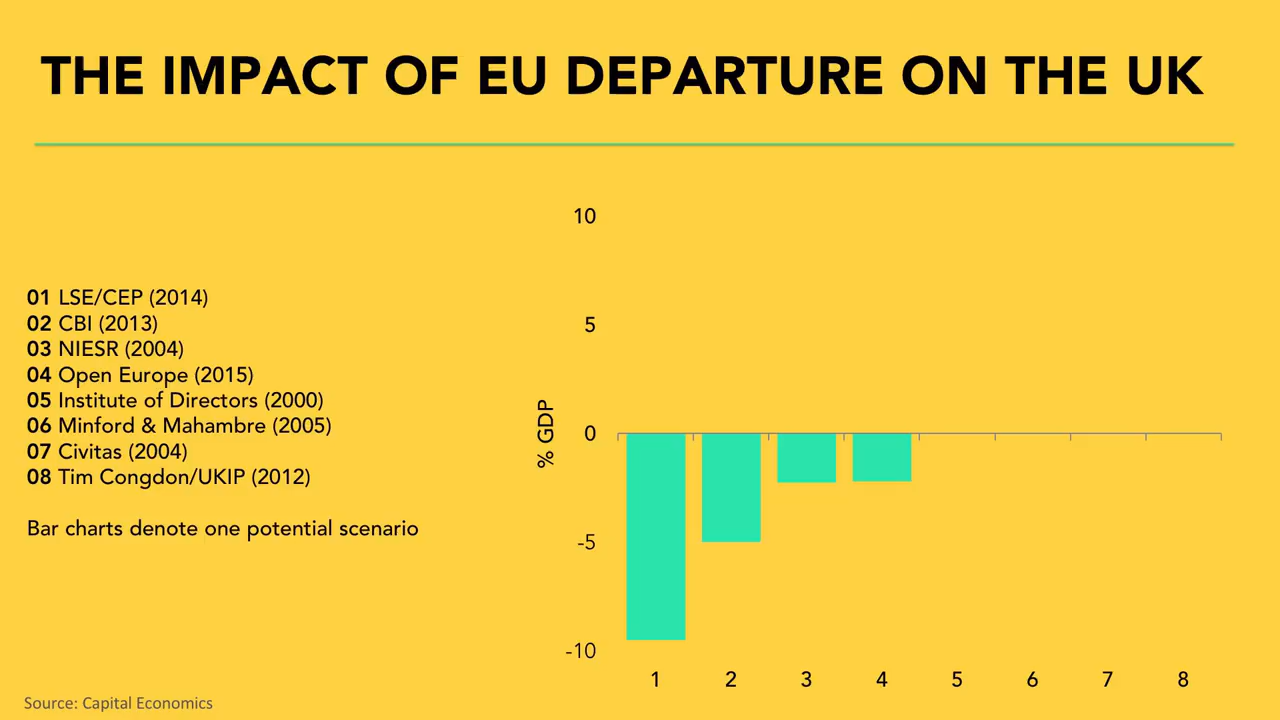 THE IMPACT OF EU DEPARTURE ON THE UK
01 LSE/CEP (2014)
02 CBI (2013)
03 NIESR (2004)
04 Open Europe (2015)
05 Institute of Directors (2000)
06 Minford & Mahambre (2005)
07 Civitas (2004)
08 Tim Congdon/UKIP (2012)
Bar charts denote one potential scenario
% GDP
10
5
0
-5
-10
1 2 3 4 5 6 7 8
Source: Capital Economics